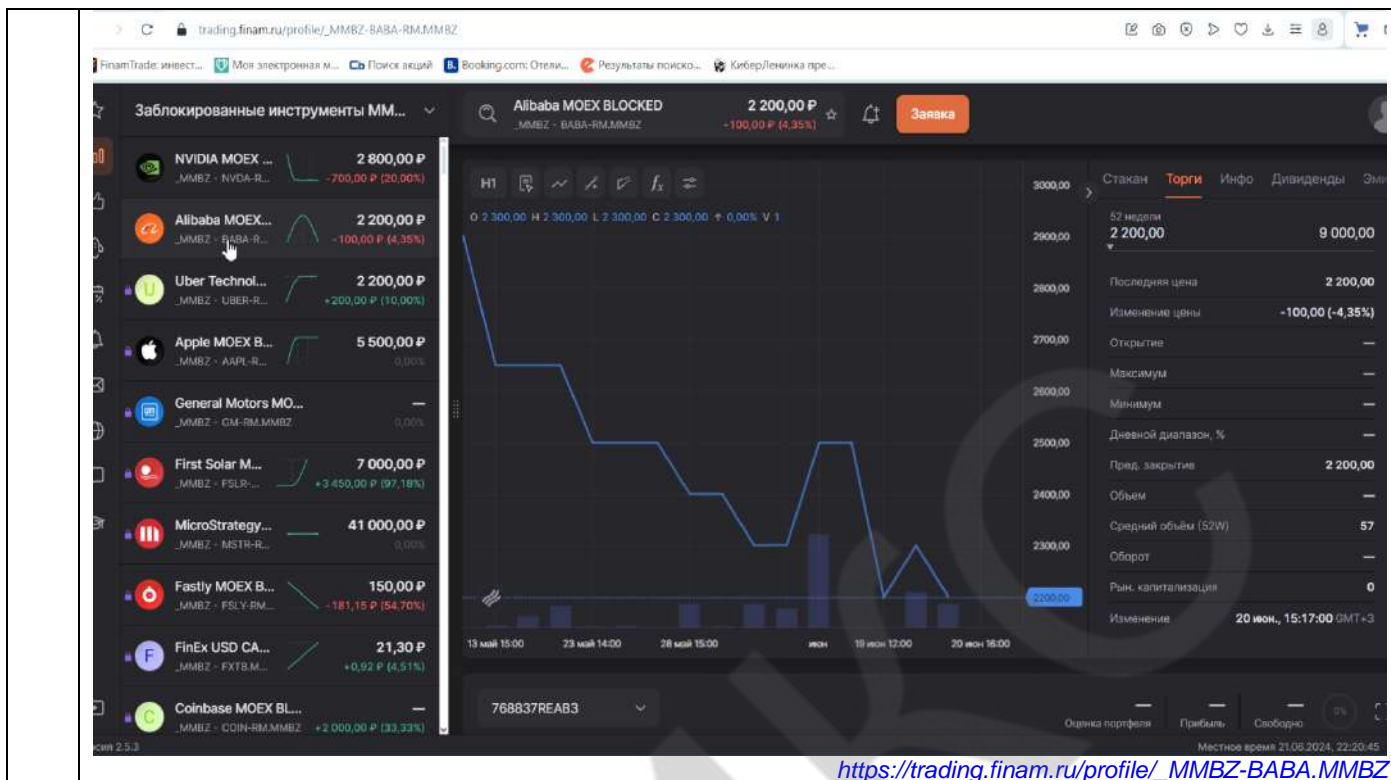 trading.finam.ru/profile/_MMBZ-BABA-RM.MMBZ
FinamTrade: инвест... Моя электронная м... Поиск акций Booking.com: Отели... Результаты поиско... КиберЛенинка пре...
Заблокированные инструменты ММ...
Alibaba MOEX BLOCKED 2 200,00 ₽
_MMBZ - BABA-RM.MMBZ -100,00 ₽ (4,35%)
Заявка
NVIDIA MOEX ... 2 800,00 ₽
_MMBZ - NVDA-R... -700,00 ₽ (20,00%)
Alibaba MOEX... 2 200,00 ₽
_MMBZ - BABA-R... -100,00 ₽ (4,35%)
Uber Technol... 2 200,00 ₽
_MMBZ - UBER-R... +200,00 ₽ (10,00%)
Apple MOEX B... 5 500,00 ₽
_MMBZ - AAPL-R... 0,00%
General Motors MO... —
_MMBZ - GM-RM.MMBZ 0,00%
First Solar M... 7 000,00 ₽
_MMBZ - FSLR-... +3 450,00 ₽ (97,18%)
MicroStrategy... 41 000,00 ₽
_MMBZ - MSTR-R... 0,00%
Fastly MOEX B... 150,00 ₽
_MMBZ - FSLY-RM... -181,15 ₽ (54,70%)
FinEx USD CA... 21,30 ₽
_MMBZ - FXTB.M... +0,92 ₽ (4,51%)
Coinbase MOEX BL... —
_MMBZ - COIN-RM.MMBZ +2 000,00 ₽ (33,33%)
H1
O 2 300,00 H 2 300,00 L 2 300,00 C 2 300,00 0,00% V 1
3000,00
2900,00
2800,00
2700,00
2600,00
2500,00
2400,00
2300,00
2200,00
13 май 15:00 23 май 14:00 28 май 15:00 июн 19 июн 12:00 20 июн 16:00
Стакан Торги Инфо Дивиденды Эми
52 недели
2 200,00 9 000,00
Последняя цена 2 200,00
Изменение цены -100,00 (-4,35%)
Открытие —
Максимум —
Минимум —
Дневной диапазон, % —
Пред. закрытие 2 200,00
Объем —
Средний объём (52W) 57
Оборот —
Рын. капитализация 0
Изменение 20 июн., 15:17:00 GMT+3
768837REAB3
— — — 0%
Оценка портфеля Прибыль Свободно
2.5.3
Местное время 21.06.2024, 22:20:45
https://trading.finam.ru/profile/_MMBZ-BABA.MMBZ